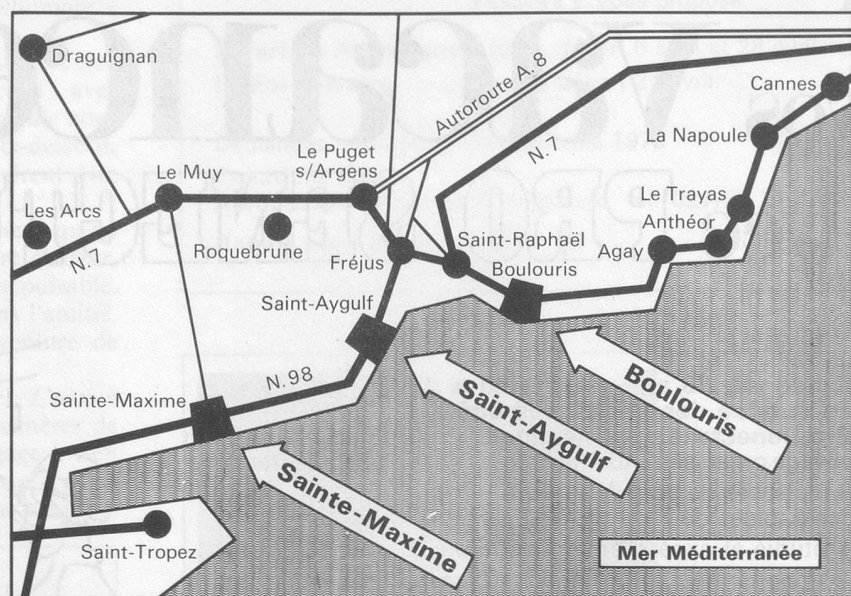 Draguignan
Cannes
Autoroute A.8
La Napoule
N.7
Le Puget
s/Argens
Le Muy
Le Trayas
Anthéor
Les Arcs
Roquebrune
Fréjus
Saint-Raphaël
Boulouris
Agay
N.7
Saint-Aygulf
N.98
Sainte-Maxime
Boulouris
Saint-Aygulf
Sainte-Maxime
Saint-Tropez
Mer Méditerranée